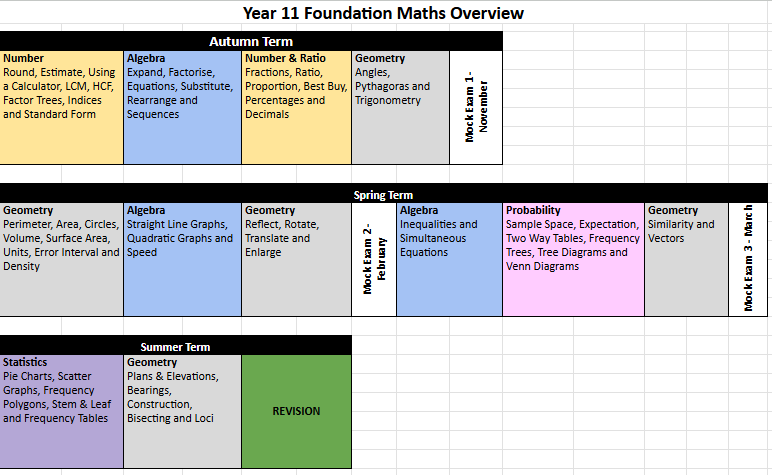 Year 11 Foundation Maths Overview
Autumn Term
Number
Round, Estimate, Using
a Calculator, LCM, HCF,
Factor Trees, Indices
and Standard Form
Algebra
Expand, Factorise,
Equations, Substitute,
Rearrange and
Sequences
Number & Ratio
Fractions, Ratio,
Proportion, Best Buy,
Percentages and
Decimals
Geometry
Angles,
Pythagoras and
Trigonometry
Mock Exam 1-
November
Spring Term
Geometry
Perimeter, Area, Circles,
Volume, Surface Area,
Units, Error Interval and
Density
Algebra
Straight Line Graphs,
Quadratic Graphs and
Speed
Geometry
Reflect, Rotate,
Translate and
Enlarge
Mock Exam 2-
February
Algebra
Inequalities and
Simultaneous
Equations
Probability
Sample Space, Expectation,
Two Way Tables, Frequency
Trees, Tree Diagrams and
Venn Diagrams
Geometry
Similarity and
Vectors
Mock Exam 3 - March
Summer Term
Statistics
Pie Charts, Scatter
Graphs, Frequency
Polygons, Stem & Leaf
and Frequency Tables
Geometry
Plans & Elevations,
Bearings,
Construction,
Bisecting and Loci
REVISION